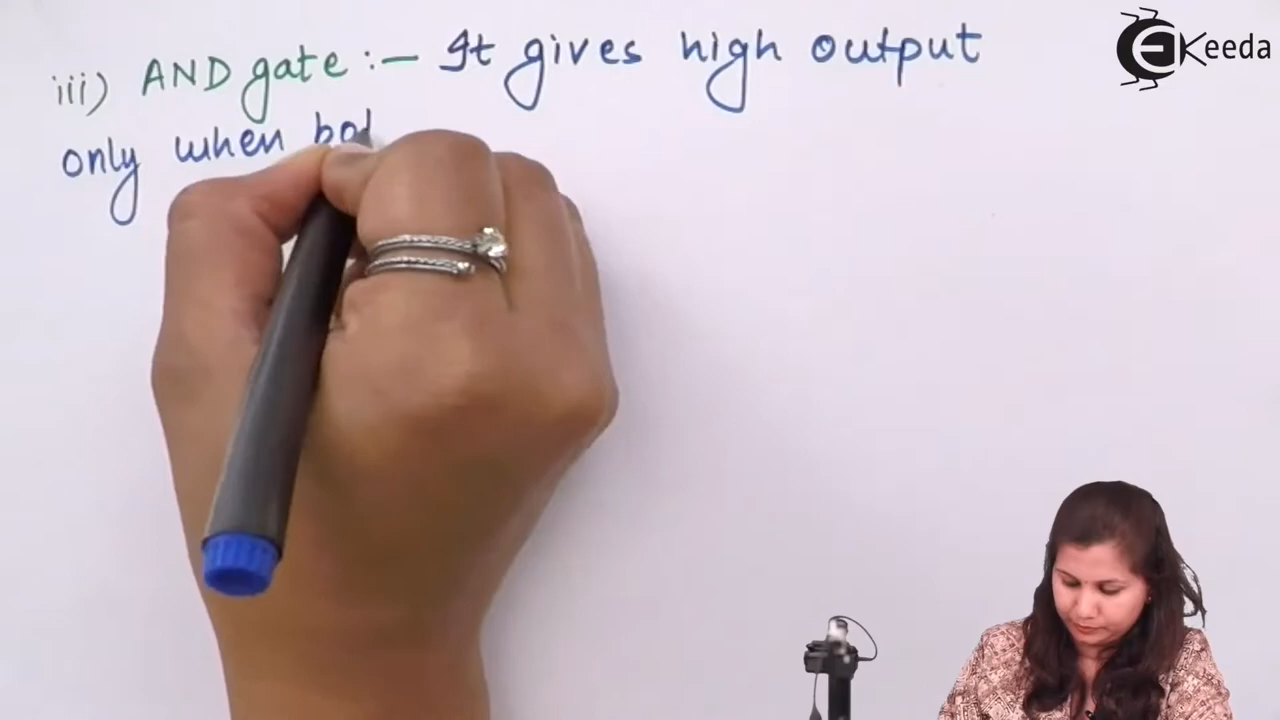 iii) AND gate :- It gives high output
only when
Keeda